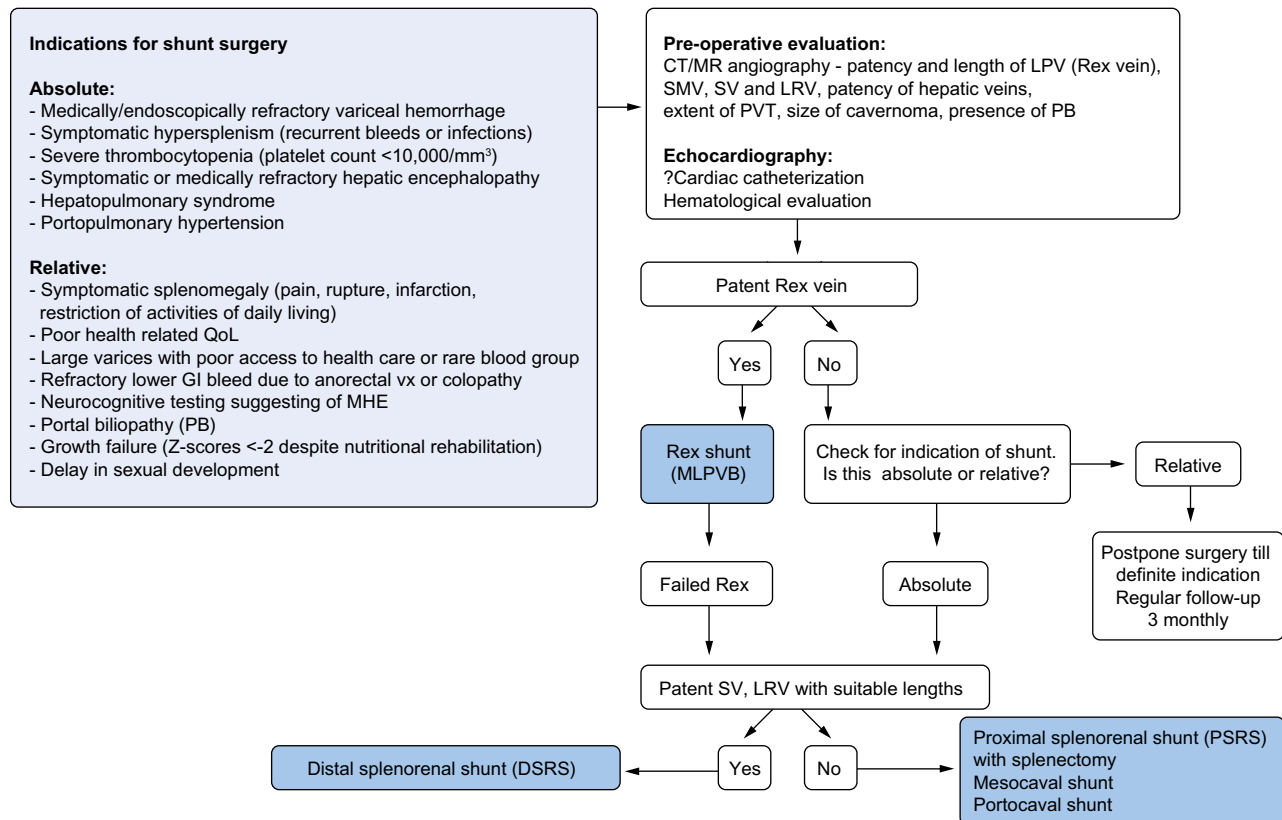 Indications for shunt surgery
Absolute:
- Medically/endoscopically refractory variceal hemorrhage
- Symptomatic hypersplenism (recurrent bleeds or infections)
- Severe thrombocytopenia (platelet count <10,000/mm³)
- Symptomatic or medically refractory hepatic encephalopathy
- Hepatopulmonary syndrome
- Portopulmonary hypertension
Relative:
- Symptomatic splenomegaly (pain, rupture, infarction,
restriction of activities of daily living)
- Poor health related QoL
- Large varices with poor access to health care or rare blood group
- Refractory lower GI bleed due to anorectal vx or colopathy
- Neurocognitive testing suggesting of MHE
- Portal biliopathy (PB)
- Growth failure (Z-scores <-2 despite nutritional rehabilitation)
- Delay in sexual development
Pre-operative evaluation:
CT/MR angiography - patency and length of LPV (Rex vein),
SMV, SV and LRV, patency of hepatic veins,
extent of PVT, size of cavernoma, presence of PB
Echocardiography:
?Cardiac catheterization
Hematological evaluation
Patent Rex vein
Yes
No
Rex shunt
(MLPVB)
Check for indication of shunt.
Is this absolute or relative?
Relative
Postpone surgery till
definite indication
Regular follow-up
3 monthly
Failed Rex
Absolute
Patent SV, LRV with suitable lengths
Yes
No
Distal splenorenal shunt (DSRS)
Proximal splenorenal shunt (PSRS)
with splenectomy
Mesocaval shunt
Portocaval shunt